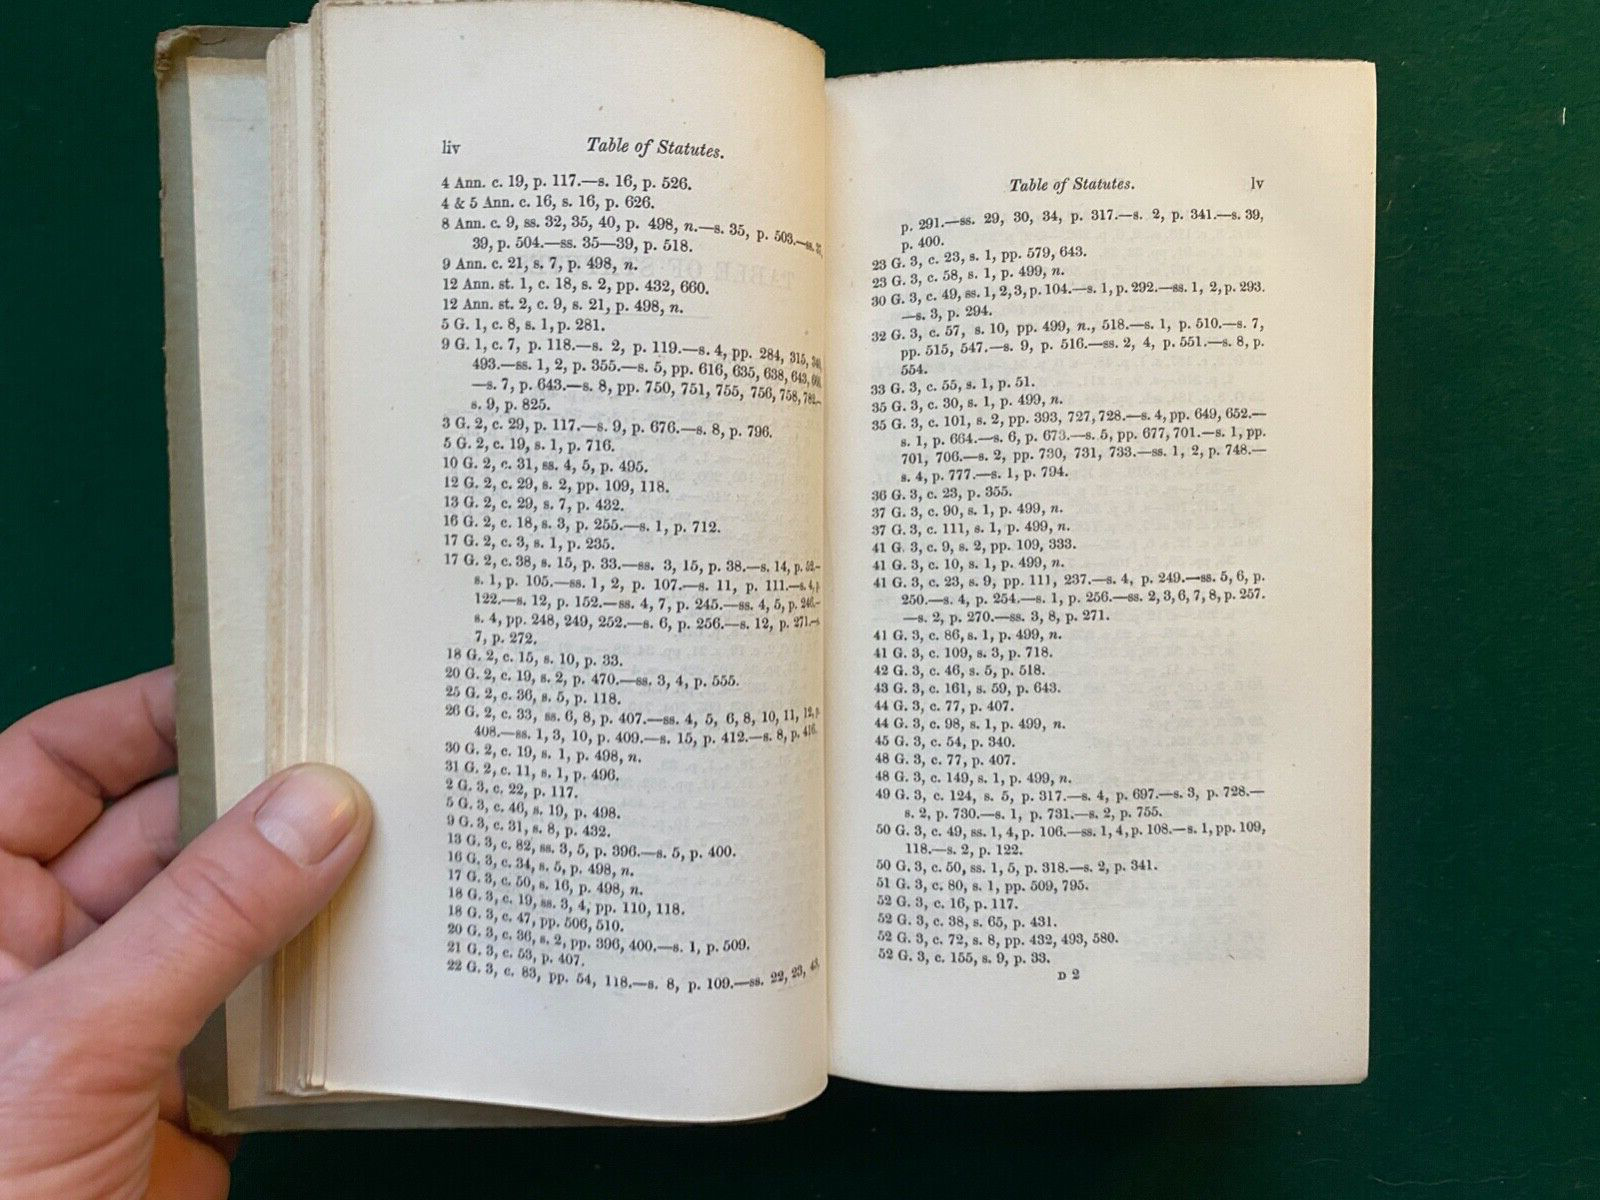 liv
Table of Statutes.
4 Ann. c. 19, p. 117.—s. 16, p. 526.
4 & 5 Ann. c. 16, s. 16, p. 626.
8 Ann. c. 9, ss. 32, 35, 40, p. 498, n.—s. 35, p. 503.—ss. 37,
39, p. 504.—ss. 35—39, p. 518.
9 Ann. c. 21, s. 7, p. 498, n.
12 Ann. st. 1, c. 18, s. 2, pp. 432, 660.
12 Ann. st. 2, c. 9, s. 21, p. 498, n.
5 G. 1, c. 8, s. 1, p. 281.
9 G. 1, c. 7, p. 118.—s. 2, p. 119.—s. 4, pp. 284, 315,
493.—ss. 1, 2, p. 355.—s. 5, pp. 616, 635, 638, 643,
—s. 7, p. 643.—s. 8, pp. 750, 751, 755, 756, 758, 782.—
s. 9, p. 825.
3 G. 2, c. 29, p. 117.—s. 9, p. 676.—s. 8, p. 796.
5 G. 2, c. 19, s. 1, p. 716.
10 G. 2, c. 31, ss. 4, 5, p. 495.
12 G. 2, c. 29, s. 2, pp. 109, 118.
13 G. 2, c. 29, s. 7, p. 432.
16 G. 2, c. 18, s. 3, p. 255.—s. 1, p. 712.
17 G. 2, c. 3, s. 1, p. 235.
17 G. 2, c. 38, s. 15, p. 33.—ss. 3, 15, p. 38.—s. 14, p. 52.—
s. 1, p. 105.—ss. 1, 2, p. 107.—s. 11, p. 111.—s. 4, p.
122.—s. 12, p. 152.—ss. 4, 7, p. 245.—ss. 4, 5, p. 246.—
s. 4, pp. 248, 249, 252.—s. 6, p. 256.—s. 12, p. 271.—s.
7, p. 272.
18 G. 2, c. 15, s. 10, p. 33.
20 G. 2, c. 19, s. 2, p. 470.—ss. 3, 4, p. 555.
25 G. 2, c. 36, s. 5, p. 118.
26 G. 2, c. 33, ss. 6, 8, p. 407.—ss. 4, 5, 6, 8, 10, 11, 12, p.
408.—ss. 1, 3, 10, p. 409.—s. 15, p. 412.—s. 8, p. 416.
30 G. 2, c. 19, s. 1, p. 498, n.
31 G. 2, c. 11, s. 1, p. 496.
2 G. 3, c. 22, p. 117.
5 G. 3, c. 46, s. 19, p. 498.
9 G. 3, c. 31, s. 8, p. 432.
13 G. 3, c. 82, ss. 3, 5, p. 396.—s. 5, p. 400.
16 G. 3, c. 34, s. 5, p. 498, n.
17 G. 3, c. 50, s. 16, p. 498, n.
18 G. 3, c. 19, ss. 3, 4, pp. 110, 118.
18 G. 3, c. 47, pp. 506, 510.
20 G. 3, c. 36, s. 2, pp. 396, 400.—s. 1, p. 509.
21 G. 3, c. 53, p. 407.
22 G. 3, c. 83, pp. 54, 118.—s. 8, p. 109.—ss. 22, 23, 43,
Table of Statutes.
lv
p. 291.—ss. 29, 30, 34, p. 317.—s. 2, p. 341.—s. 39,
p. 400.
23 G. 3, c. 23, s. 1, pp. 579, 643.
23 G. 3, c. 58, s. 1, p. 499, n.
30 G. 3, c. 49, ss. 1, 2, 3, p. 104.—s. 1, p. 292.—ss. 1, 2, p. 293.
—s. 3, p. 294.
32 G. 3, c. 57, s. 10, pp. 499, n., 518.—s. 1, p. 510.—s. 7,
pp. 515, 547.—s. 9, p. 516.—ss. 2, 4, p. 551.—s. 8, p.
554.
33 G. 3, c. 55, s. 1, p. 51.
35 G. 3, c. 30, s. 1, p. 499, n.
35 G. 3, c. 101, s. 2, pp. 393, 727, 728.—s. 4, pp. 649, 652.—
s. 1, p. 664.—s. 6, p. 673.—s. 5, pp. 677, 701.—s. 1, pp.
701, 706.—s. 2, pp. 730, 731, 733.—ss. 1, 2, p. 748.—
s. 4, p. 777.—s. 1, p. 794.
36 G. 3, c. 23, p. 355.
37 G. 3, c. 90, s. 1, p. 499, n.
37 G. 3, c. 111, s. 1, p. 499, n.
41 G. 3, c. 9, s. 2, pp. 109, 333.
41 G. 3, c. 10, s. 1, p. 499, n.
41 G. 3, c. 23, s. 9, pp. 111, 237.—s. 4, p. 249.—ss. 5, 6, p.
250.—s. 4, p. 254.—s. 1, p. 256.—ss. 2, 3, 6, 7, 8, p. 257.
—s. 2, p. 270.—ss. 3, 8, p. 271.
41 G. 3, c. 86, s. 1, p. 499, n.
41 G. 3, c. 109, s. 3, p. 718.
42 G. 3, c. 46, s. 5, p. 518.
43 G. 3, c. 161, s. 59, p. 643.
44 G. 3, c. 77, p. 407.
44 G. 3, c. 98, s. 1, p. 499, n.
45 G. 3, c. 54, p. 340.
48 G. 3, c. 77, p. 407.
48 G. 3, c. 149, s. 1, p. 499, n.
49 G. 3, c. 124, s. 5, p. 317.—s. 4, p. 697.—s. 3, p. 728.—
s. 2, p. 730.—s. 1, p. 731.—s. 2, p. 755.
50 G. 3, c. 49, ss. 1, 4, p. 106.—ss. 1, 4, p. 108.—s. 1, pp. 109,
118.—s. 2, p. 122.
50 G. 3, c. 50, ss. 1, 5, p. 318.—s. 2, p. 341.
51 G. 3, c. 80, s. 1, pp. 509, 795.
52 G. 3, c. 16, p. 117.
52 G. 3, c. 38, s. 65, p. 431.
52 G. 3, c. 72, s. 8, pp. 432, 493, 580.
52 G. 3, c. 155, s. 9, p. 33.
D 2